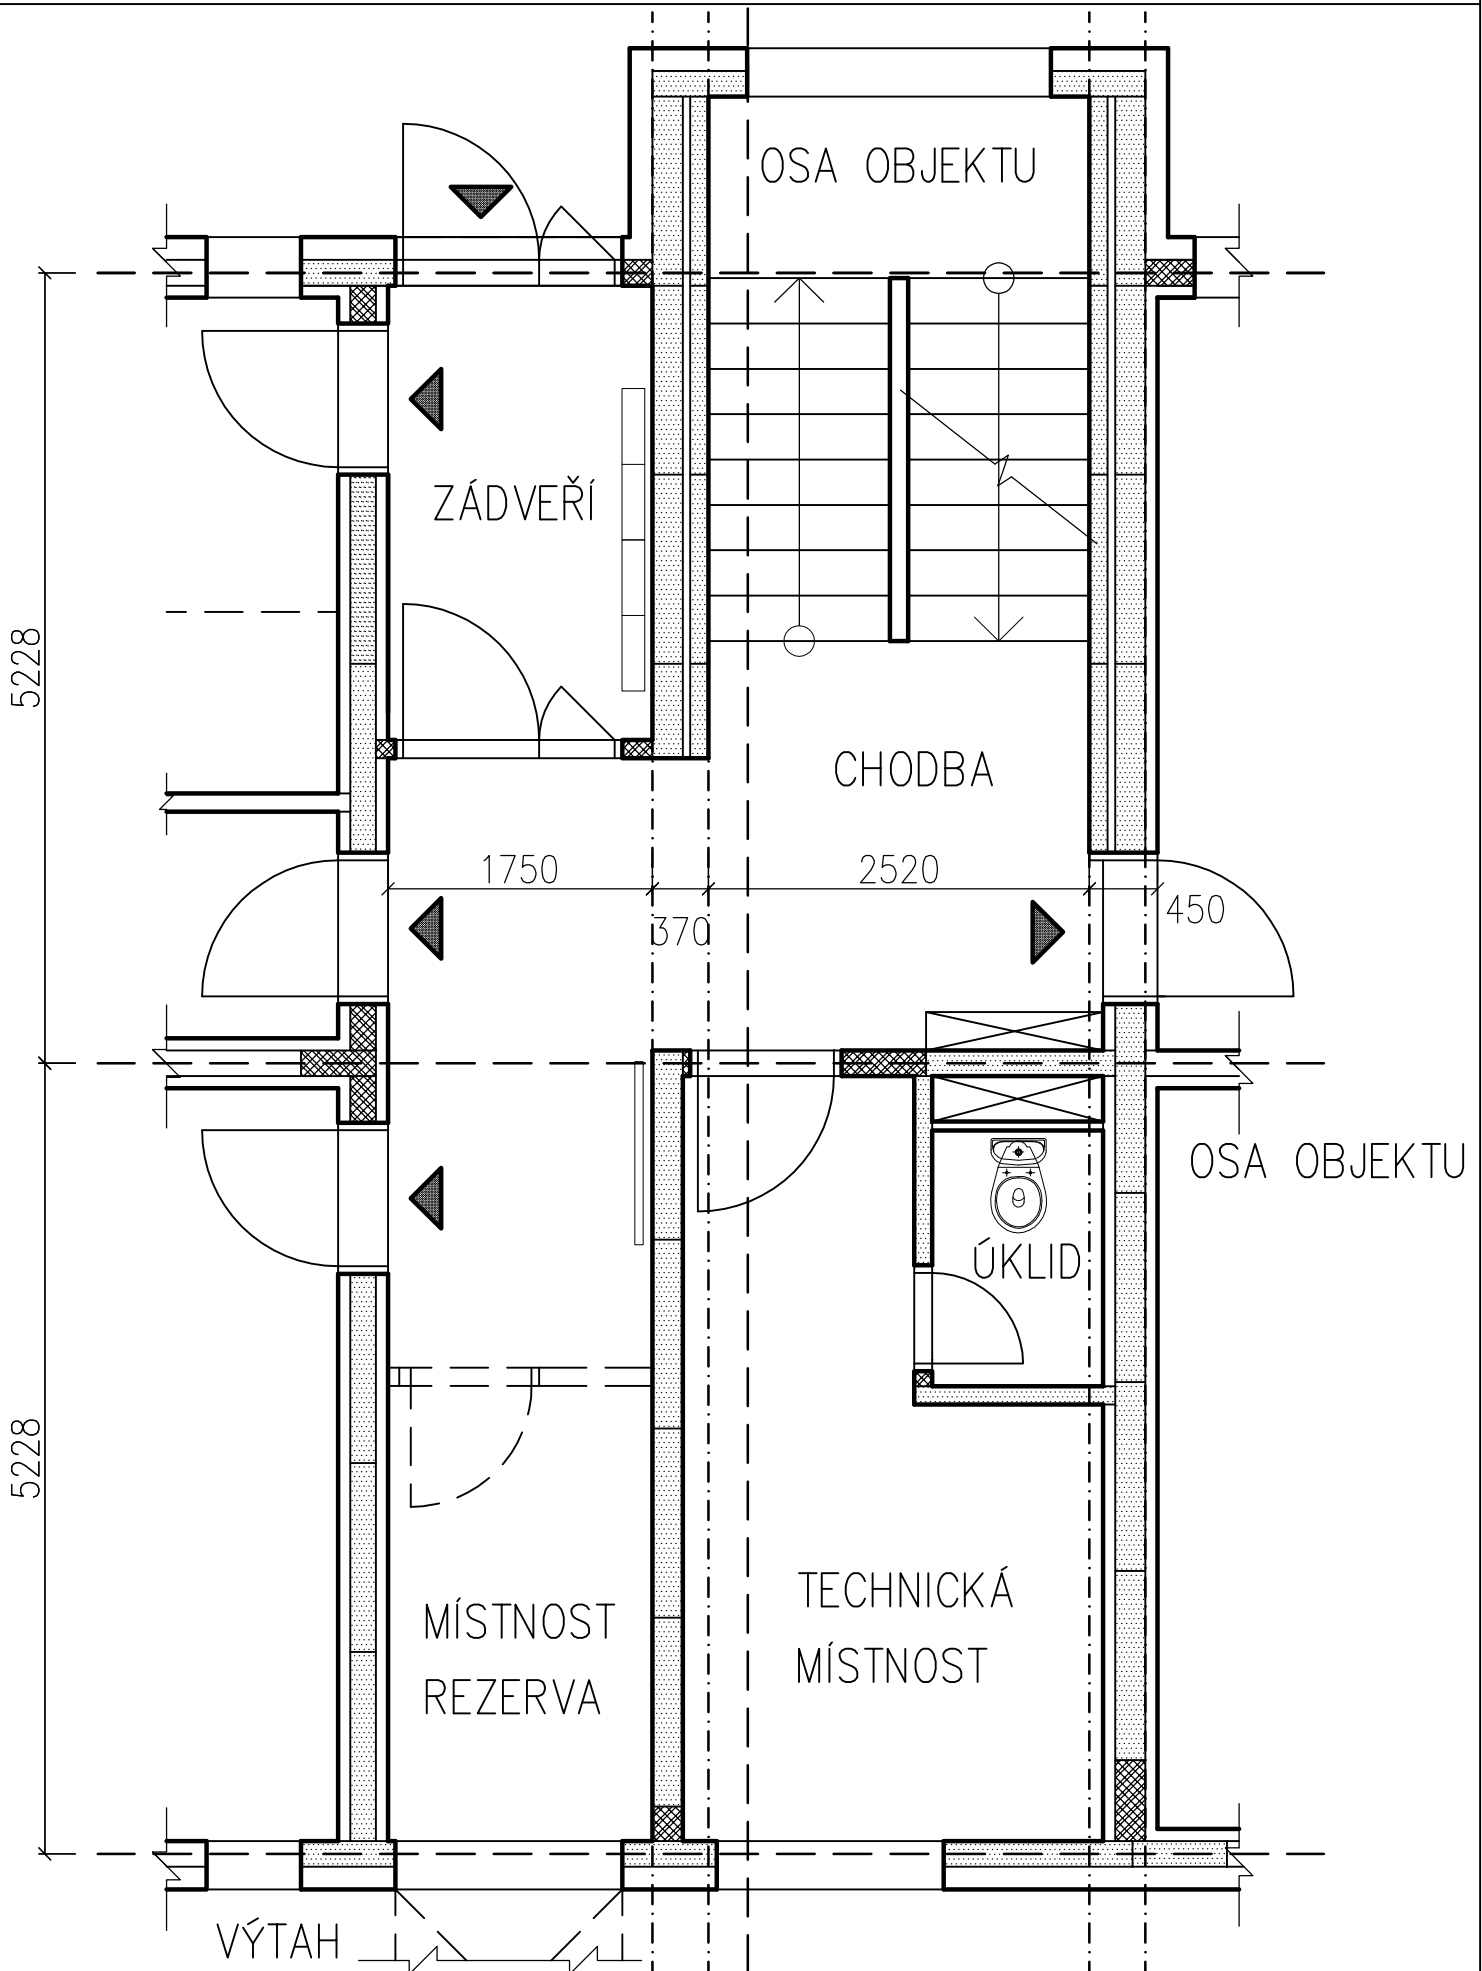 OSA OBJEKTU
ZÁDVEŘÍ
5228
CHODBA
1750
2520
370
450
OSA OBJEKTU
ÚKLID
5228
TECHNICKÁ
MÍSTNOST
MÍSTNOST
REZERVA
VÝTAH